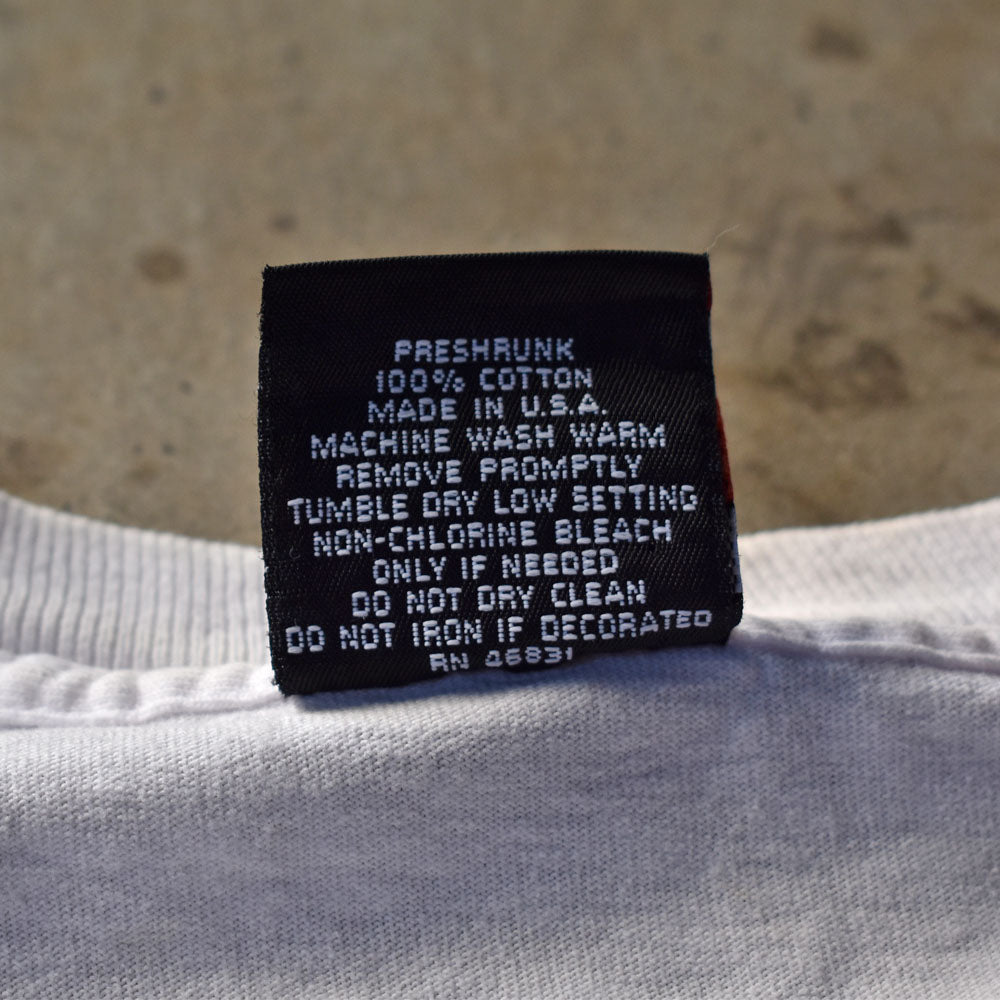 PRESHRUNK
100% COTTON
MADE IN U.S.A.
MACHINE WASH WARM
REMOVE PROMPTLY
TUMBLE DRY LOW SETTING
NON-CHLORINE BLEACH
ONLY IF NEEDED
DO NOT DRY CLEAN
DO NOT IRON IF DECORATED
RN 46831